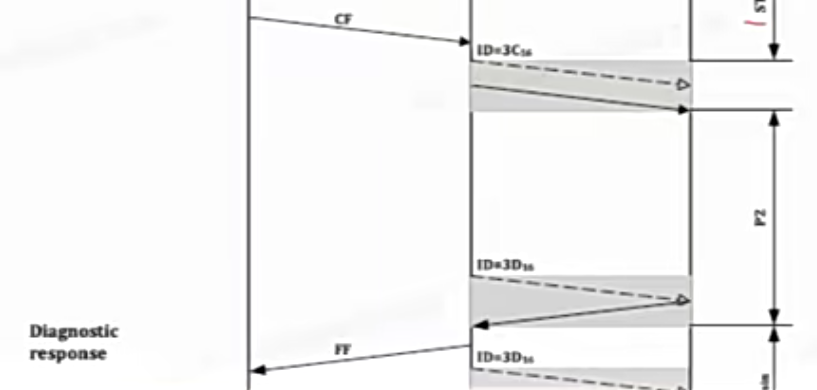 CF
ID=3C₁₆
P2
ID=3D₁₆
Diagnostic
response
FF
ID=3D₁₆